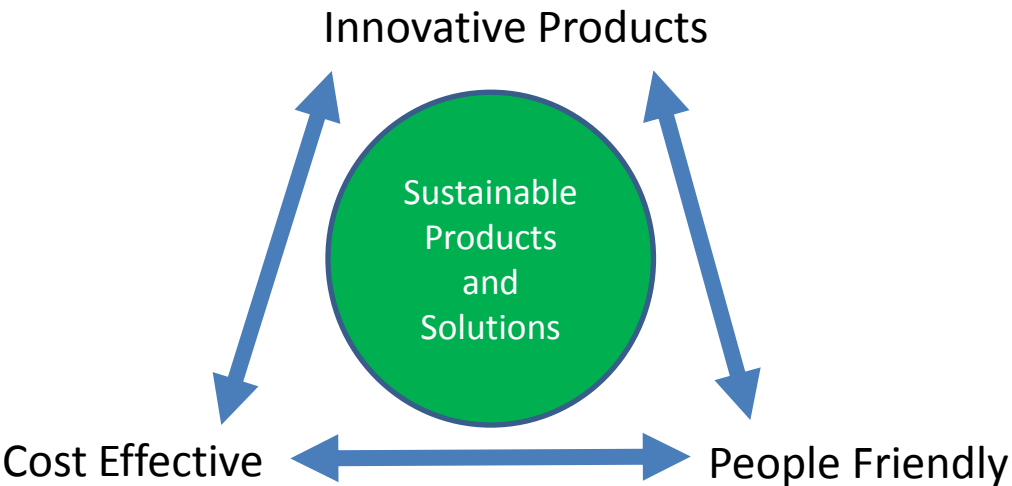 Innovative Products
Sustainable
Products
and
Solutions
Cost Effective
People Friendly